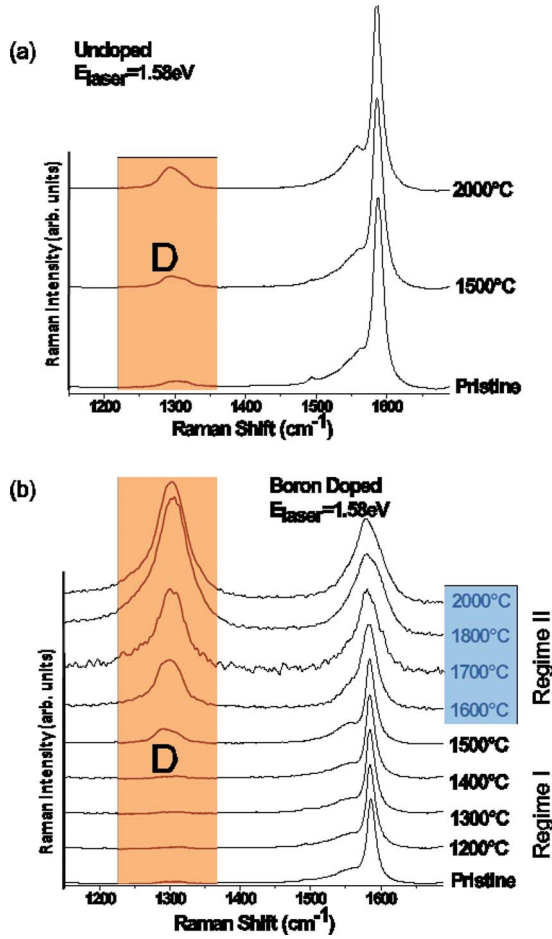 (a)
Undoped
E_laser=1.58eV
Raman Intensity (arb. units)
D
2000°C
1500°C
Pristine
1200 1300 1400 1500 1600
Raman Shift (cm⁻¹)
(b)
Boron Doped
E_laser=1.58eV
Raman Intensity (arb. units)
D
2000°C
1800°C
1700°C
1600°C
1500°C
1400°C
1300°C
1200°C
Pristine
Regime II
Regime I
1200 1300 1400 1500 1600
Raman Shift (cm⁻¹)